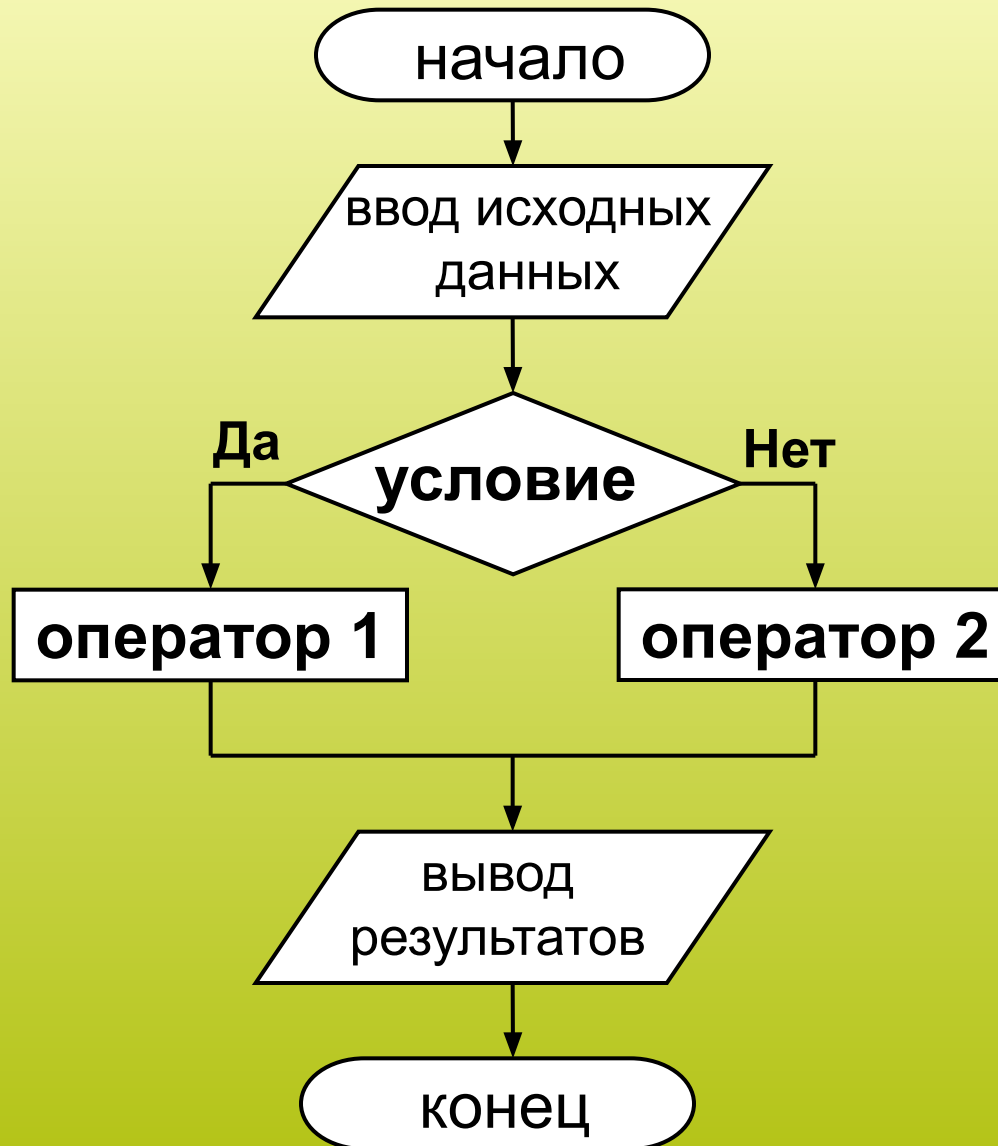 начало
ввод исходных
данных
Да
Нет
условие
оператор 1
оператор 2
вывод
результатов
конец